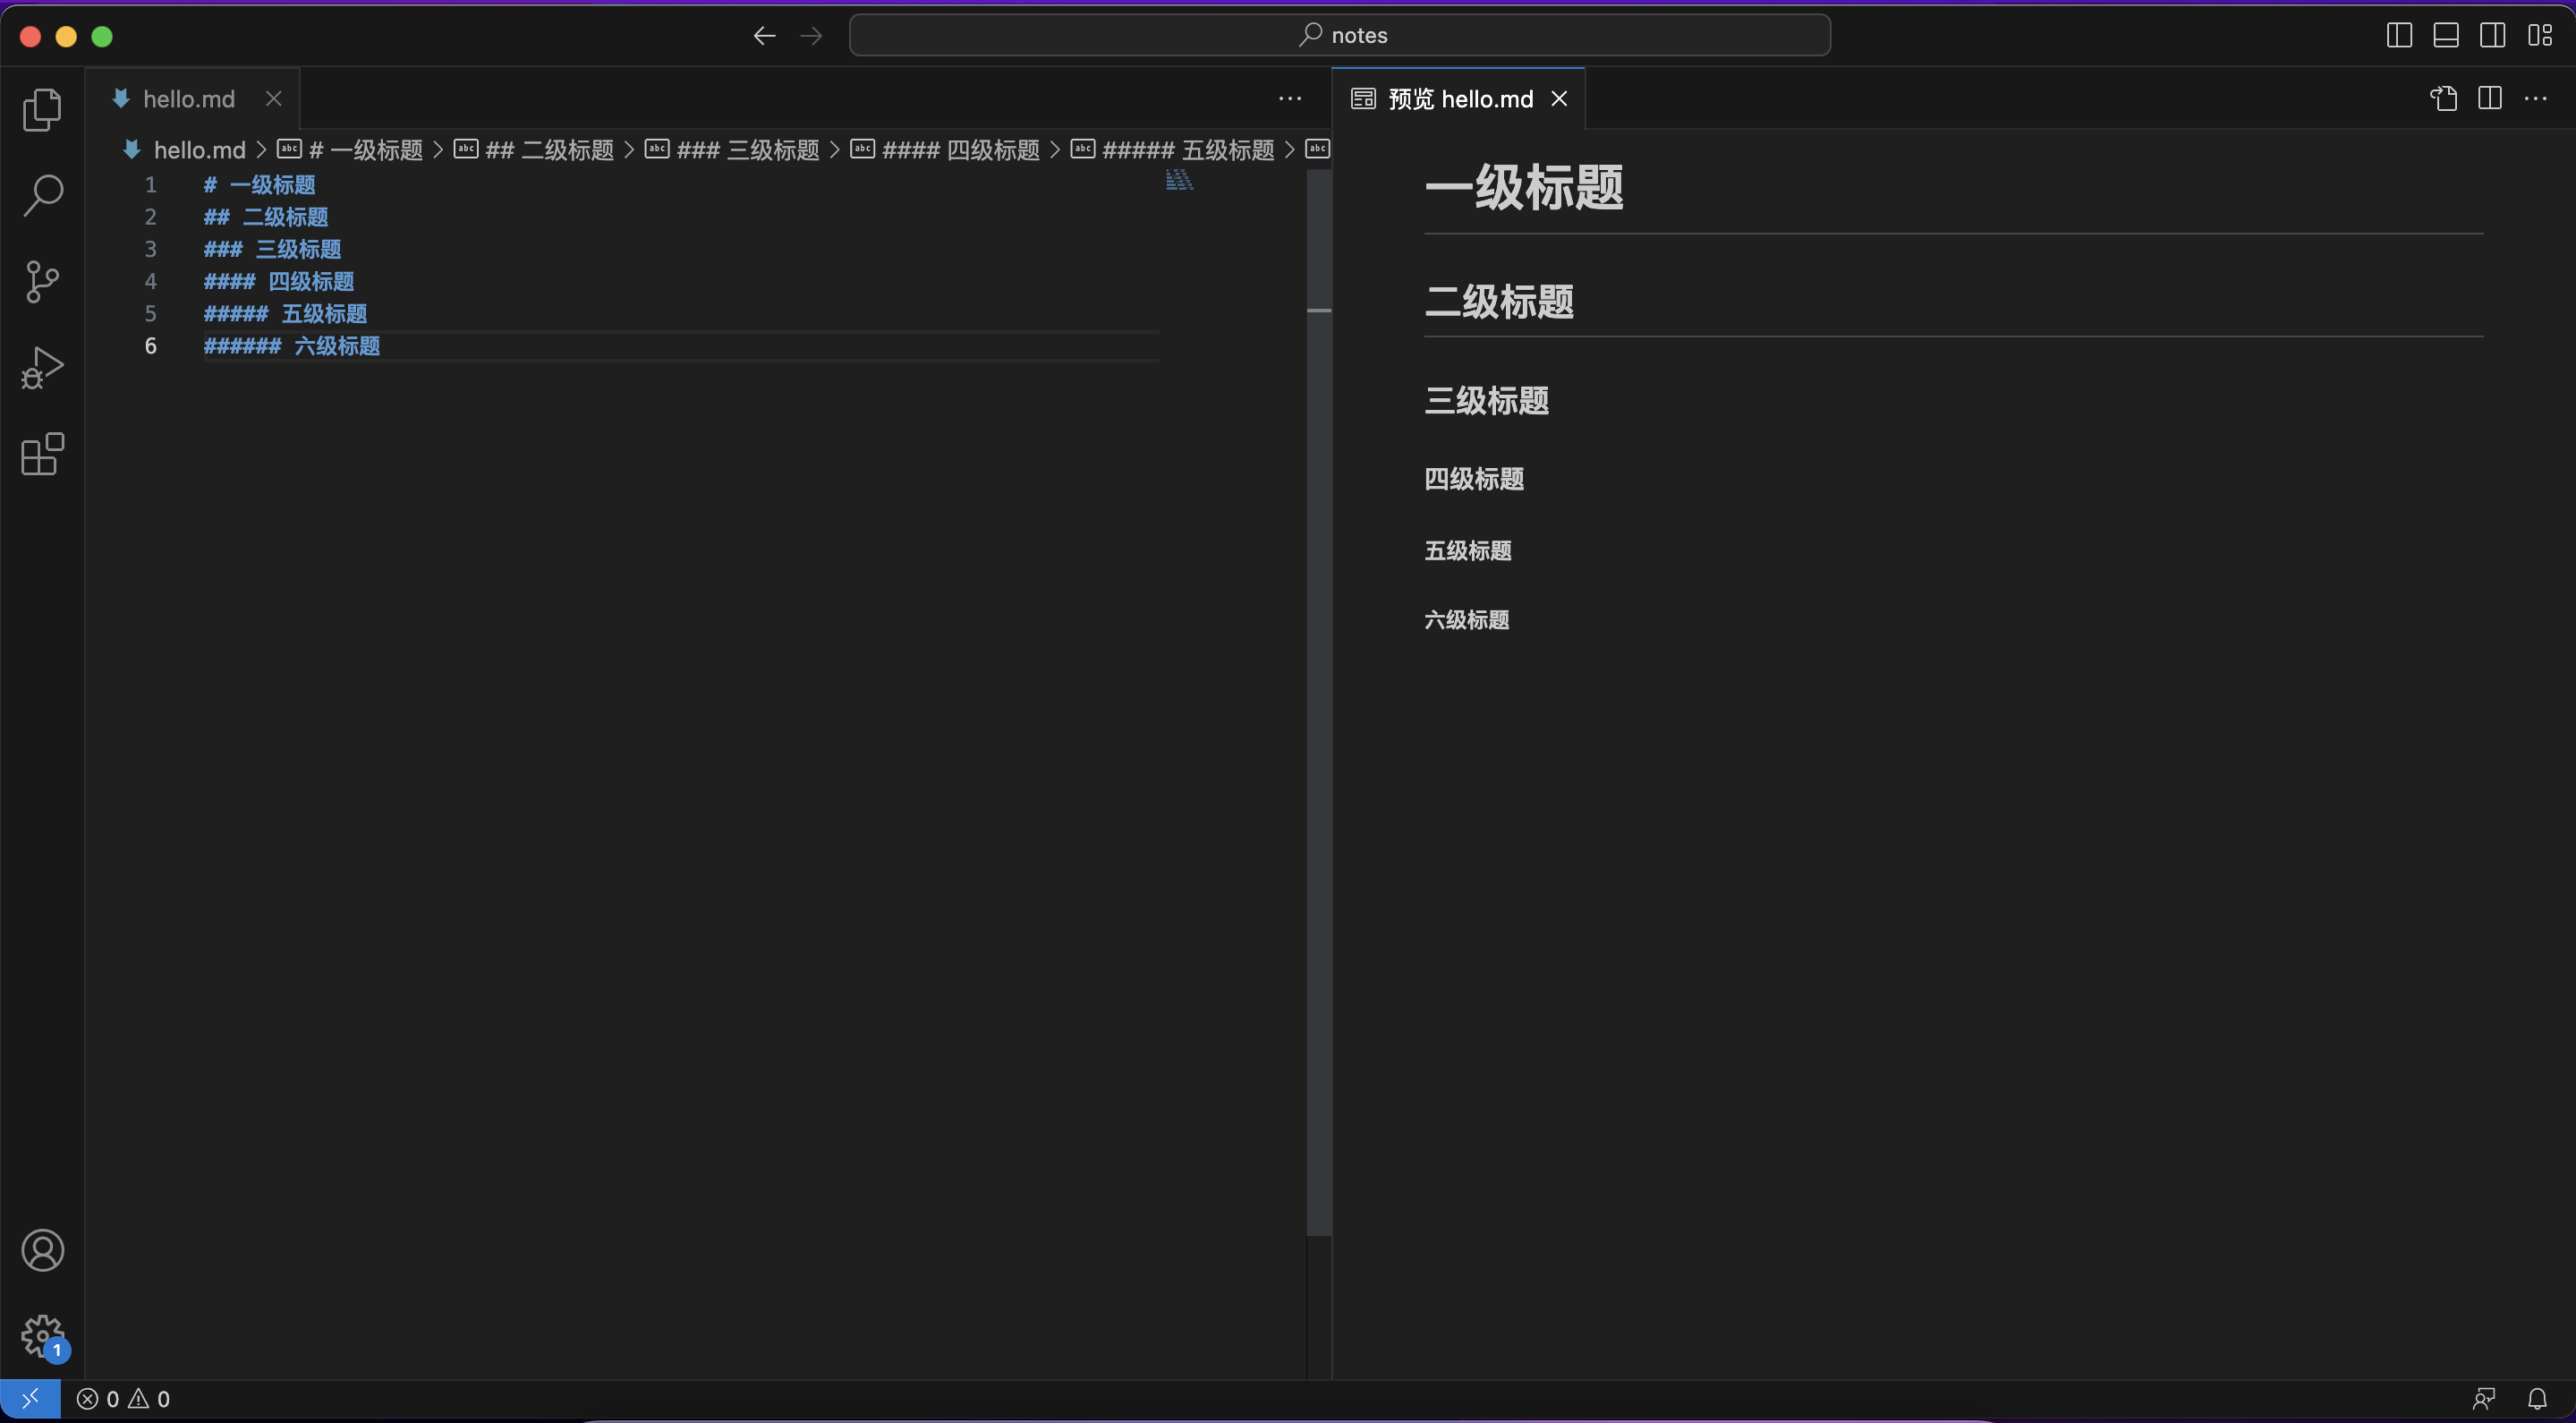 notes
hello.md
预览 hello.md
hello.md > # 一级标题 > ## 二级标题 > ### 三级标题 > #### 四级标题 > ##### 五级标题 >
1 # 一级标题
2 ## 二级标题
3 ### 三级标题
4 #### 四级标题
5 ##### 五级标题
6 ###### 六级标题
一级标题
二级标题
三级标题
四级标题
五级标题
六级标题
1
0 0